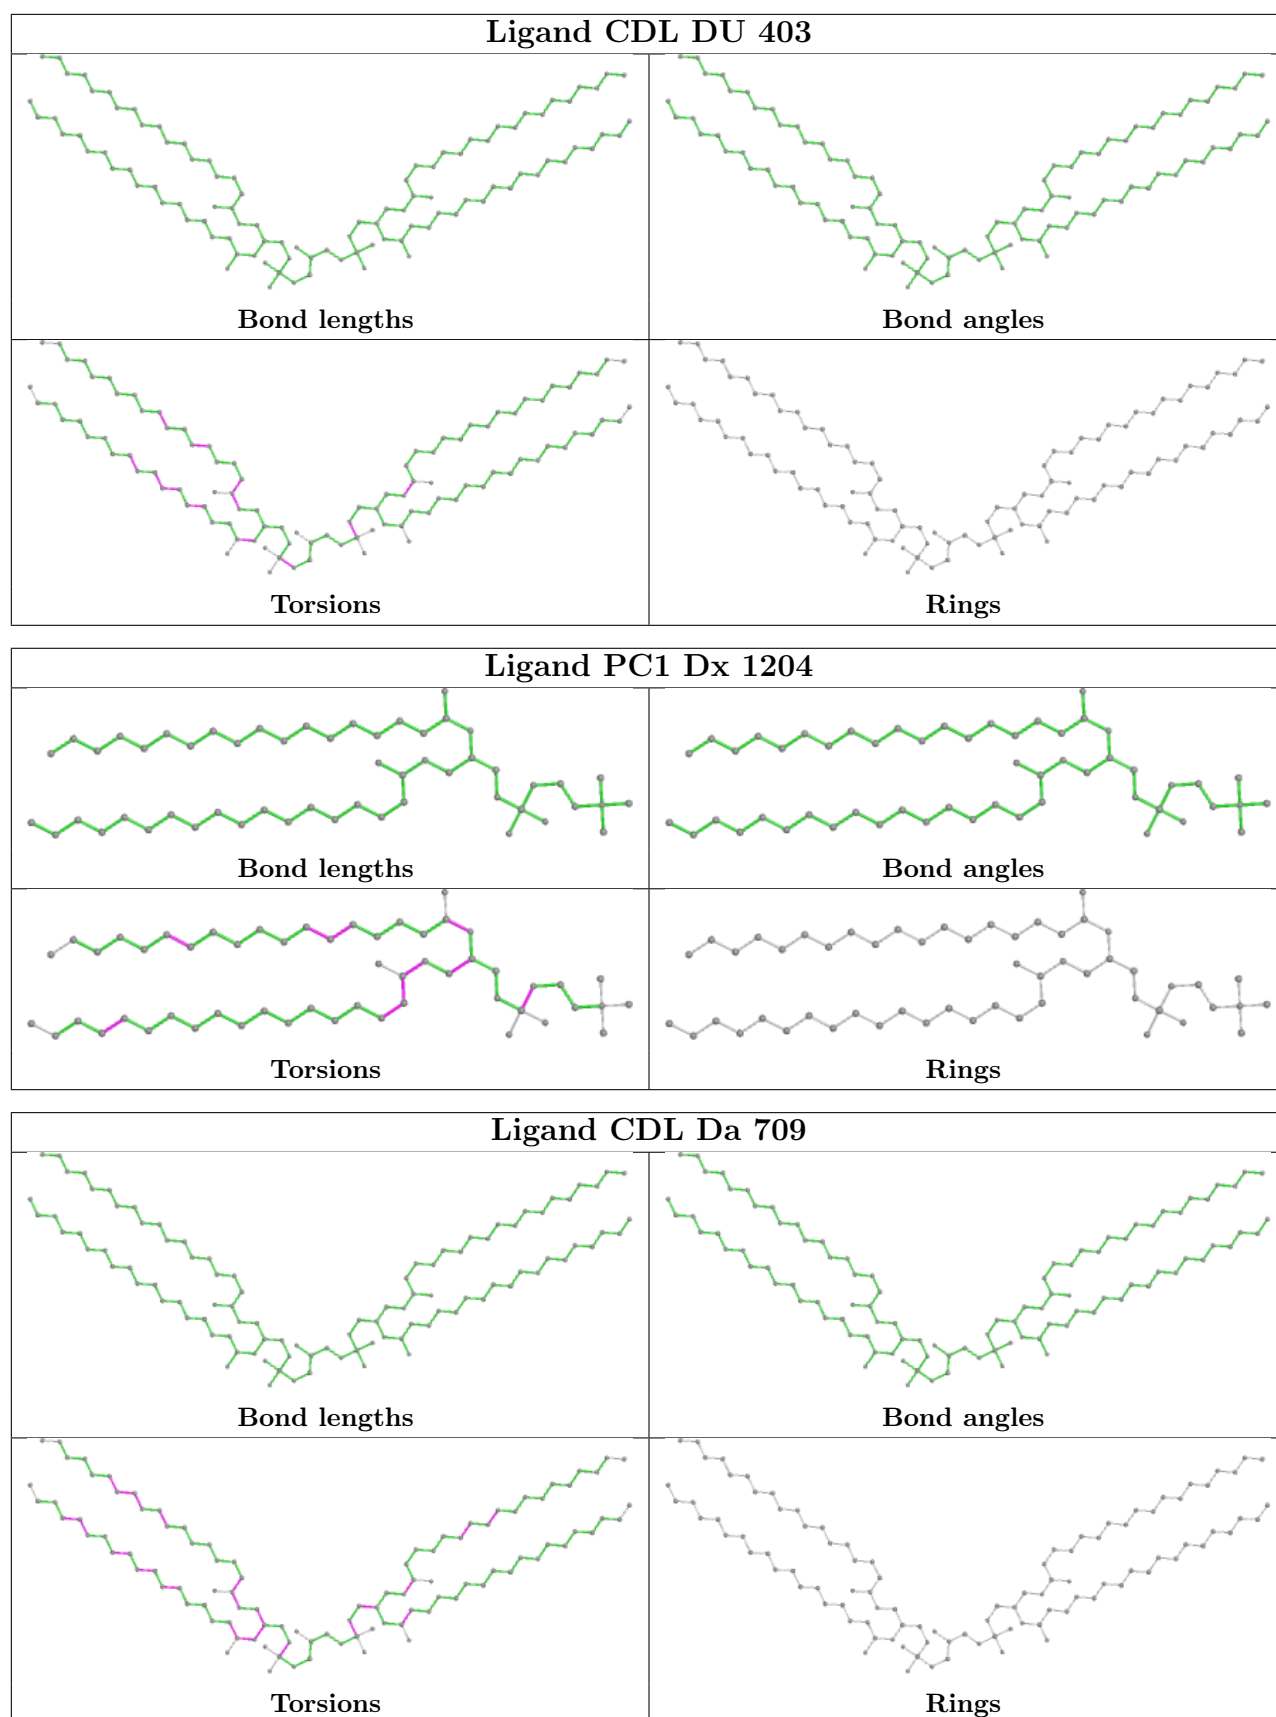 Ligand CDL DU 403
Bond lengths
Bond angles
Torsions
Rings
Ligand PC1 Dx 1204
Bond lengths
Bond angles
Torsions
Rings
Ligand CDL Da 709
Bond lengths
Bond angles
Torsions
Rings